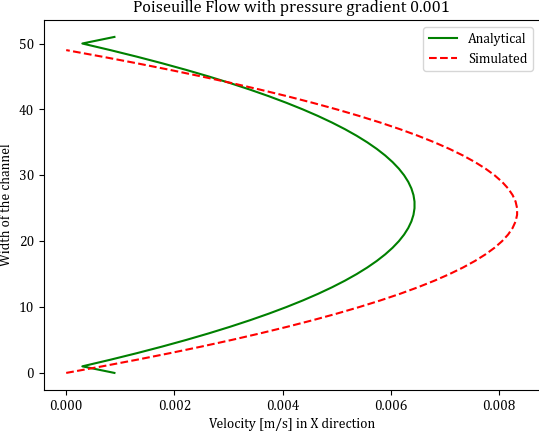 Poiseuille Flow with pressure gradient 0.001
Analytical
Simulated
Width of the channel
50
40
30
20
10
0
0.000 0.002 0.004 0.006 0.008
Velocity [m/s] in X direction